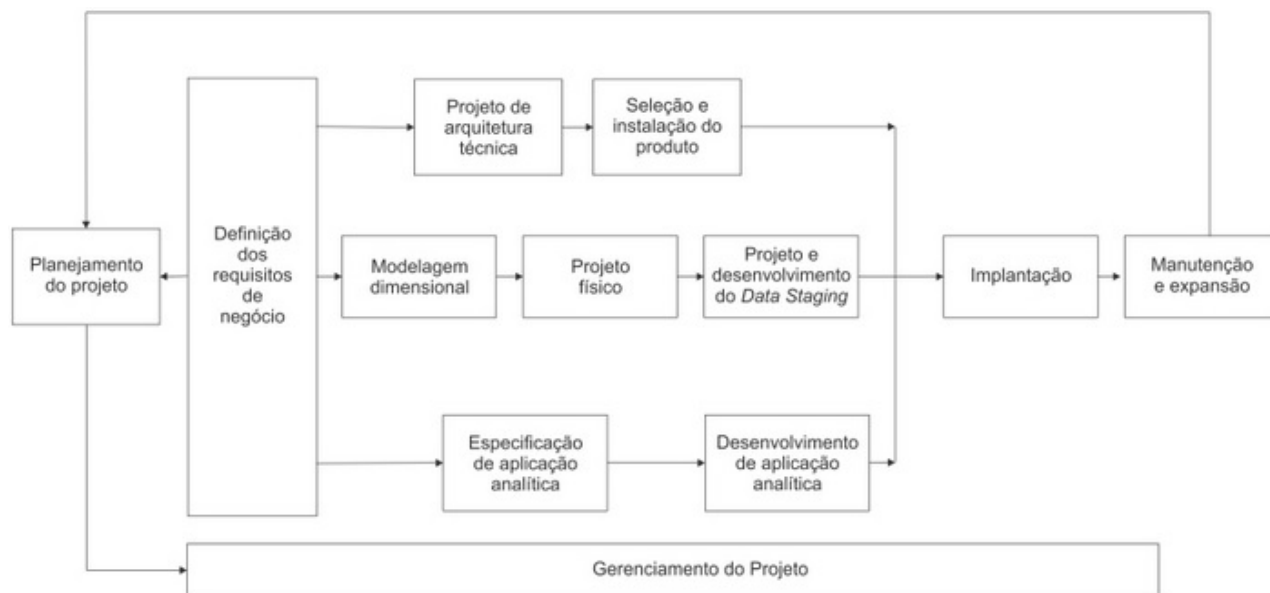 Planejamento
do projeto
Definição
dos
requisitos
de
negócio
Projeto de
arquitetura
técnica
Seleção e
instalação do
produto
Modelagem
dimensional
Projeto
físico
Projeto e
desenvolvimento
do Data Staging
Especificação
de aplicação
analítica
Desenvolvimento
de aplicação
analítica
Implantação
Manutenção
e expansão
Gerenciamento do Projeto